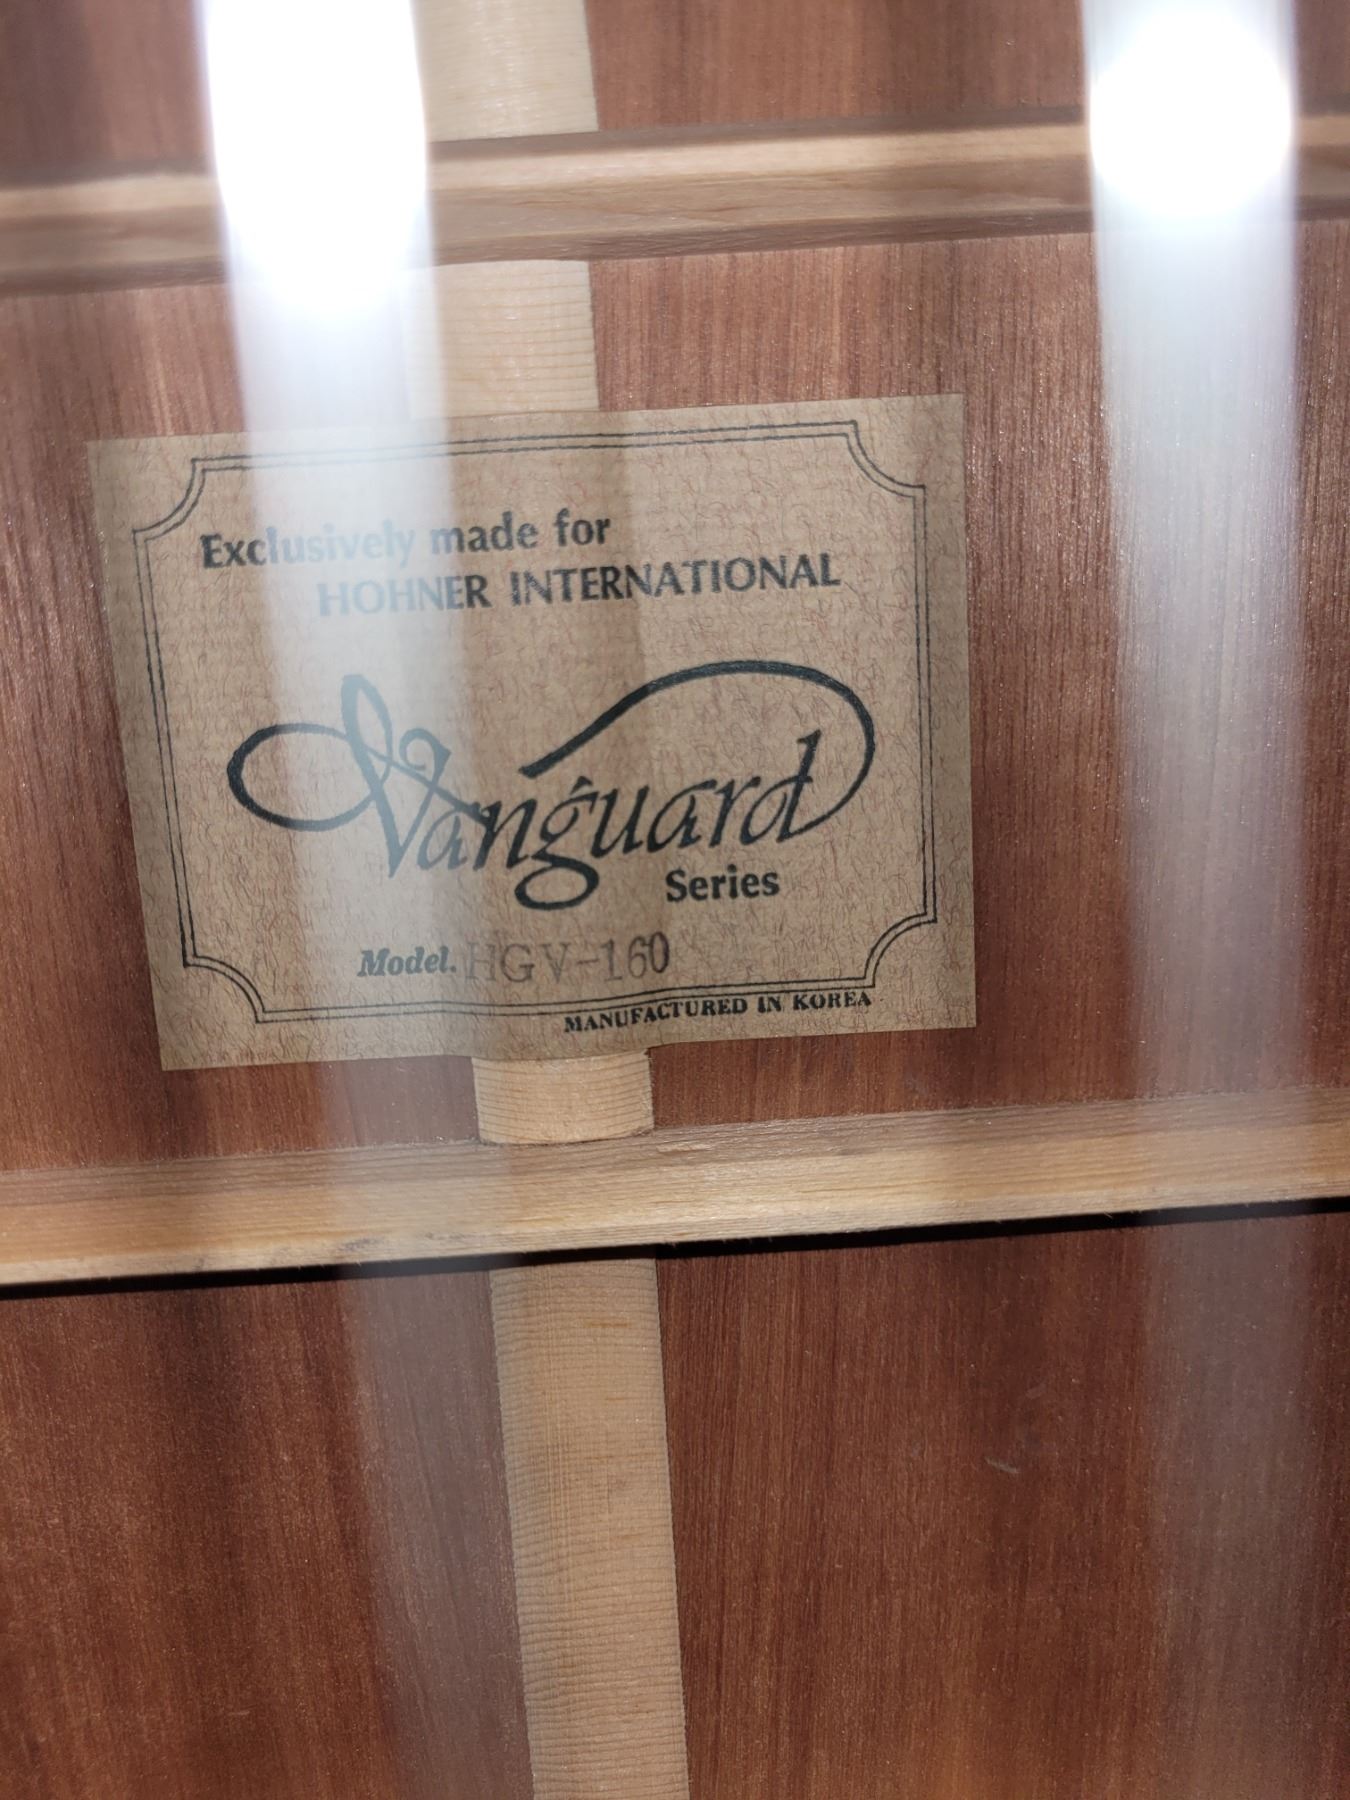 Exclusively made for
HOHNER INTERNATIONAL
Vanguard
Series
Model. HGV-160
MANUFACTURED IN KOREA